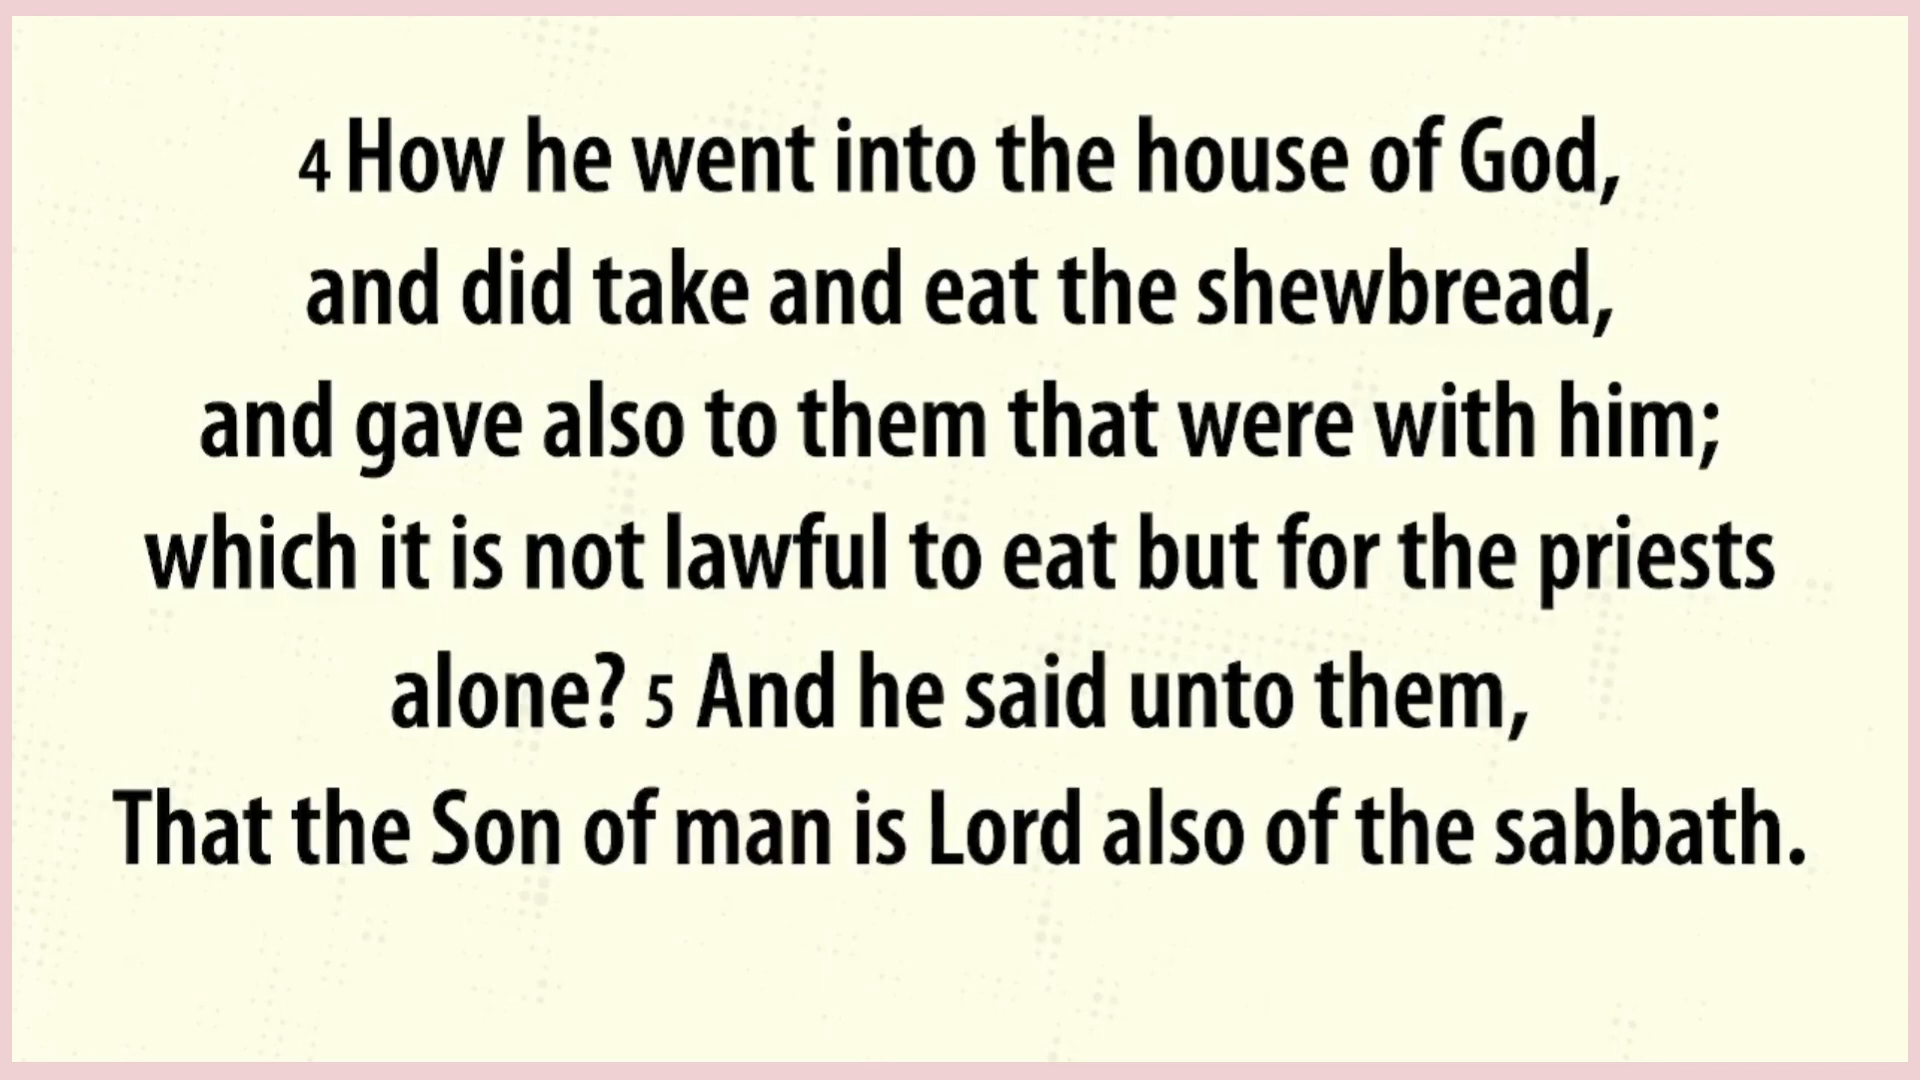 4 How he went into the house of God,
and did take and eat the shewbread,
and gave also to them that were with him;
which it is not lawful to eat but for the priests
alone? 5 And he said unto them,
That the Son of man is Lord also of the sabbath.